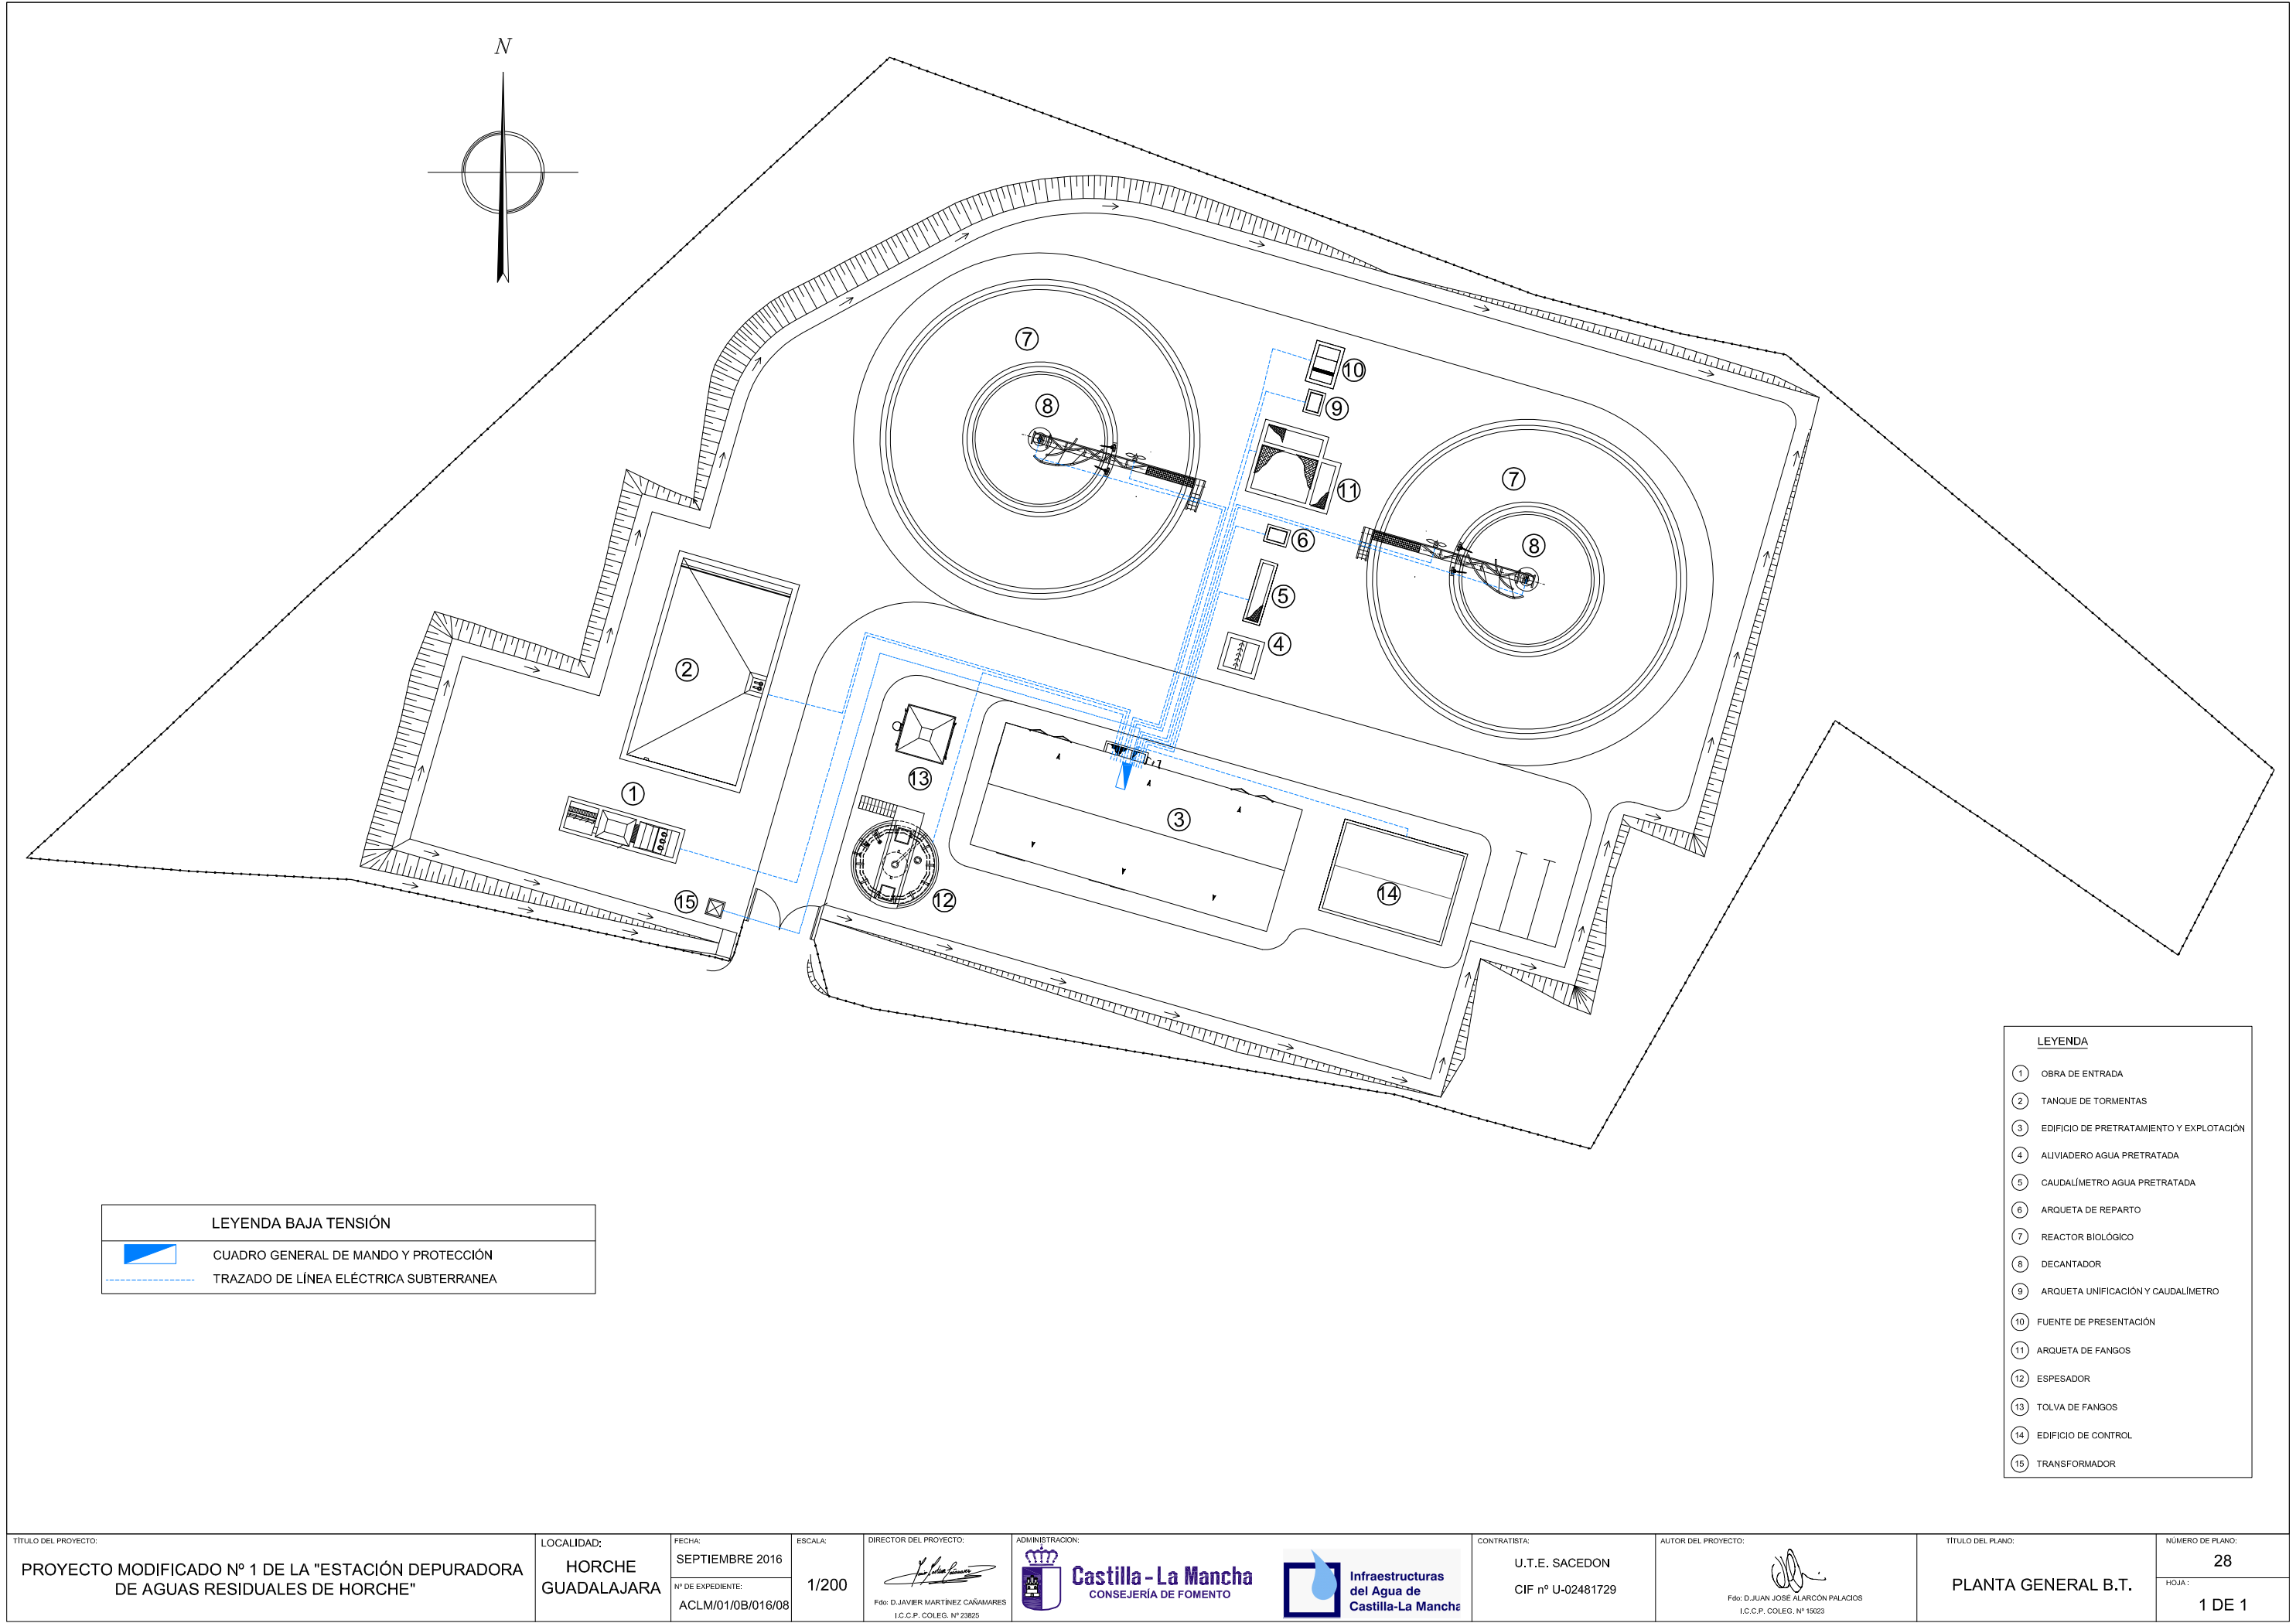 N
7
8
10
9
11
7
8
6
5
4
2
13
1
3
12
14
15
LEYENDA
1 OBRA DE ENTRADA
2 TANQUE DE TORMENTAS
3 EDIFICIO DE PRETRATAMIENTO Y EXPLOTACIÓN
4 ALIVIADERO AGUA PRETRATADA
5 CAUDALÍMETRO AGUA PRETRATADA
6 ARQUETA DE REPARTO
7 REACTOR BIOLÓGICO
8 DECANTADOR
9 ARQUETA UNIFICACIÓN Y CAUDALÍMETRO
10 FUENTE DE PRESENTACIÓN
11 ARQUETA DE FANGOS
12 ESPESADOR
13 TOLVA DE FANGOS
14 EDIFICIO DE CONTROL
15 TRANSFORMADOR
LEYENDA BAJA TENSIÓN
CUADRO GENERAL DE MANDO Y PROTECCIÓN
TRAZADO DE LÍNEA ELÉCTRICA SUBTERRANEA
TÍTULO DEL PROYECTO:
PROYECTO MODIFICADO Nº 1 DE LA "ESTACIÓN DEPURADORA
DE AGUAS RESIDUALES DE HORCHE"
LOCALIDAD:
HORCHE
GUADALAJARA
FECHA:
SEPTIEMBRE 2016
Nº DE EXPEDIENTE:
ACLM/01/0B/016/08
ESCALA:
1/200
DIRECTOR DEL PROYECTO:
Fdo: D.JAVIER MARTÍNEZ CAÑAMARES
I.C.C.P. COLEG. Nº 23825
ADMINISTRACION:
Castilla - La Mancha
CONSEJERÍA DE FOMENTO
Infraestructuras
del Agua de
Castilla-La Mancha
CONTRATISTA:
U.T.E. SACEDON
CIF nº U-02481729
AUTOR DEL PROYECTO:
Fdo: D.JUAN JOSÉ ALARCÓN PALACIOS
I.C.C.P. COLEG. Nº 15023
TÍTULO DEL PLANO:
PLANTA GENERAL B.T.
NÚMERO DE PLANO:
28
HOJA:
1 DE 1